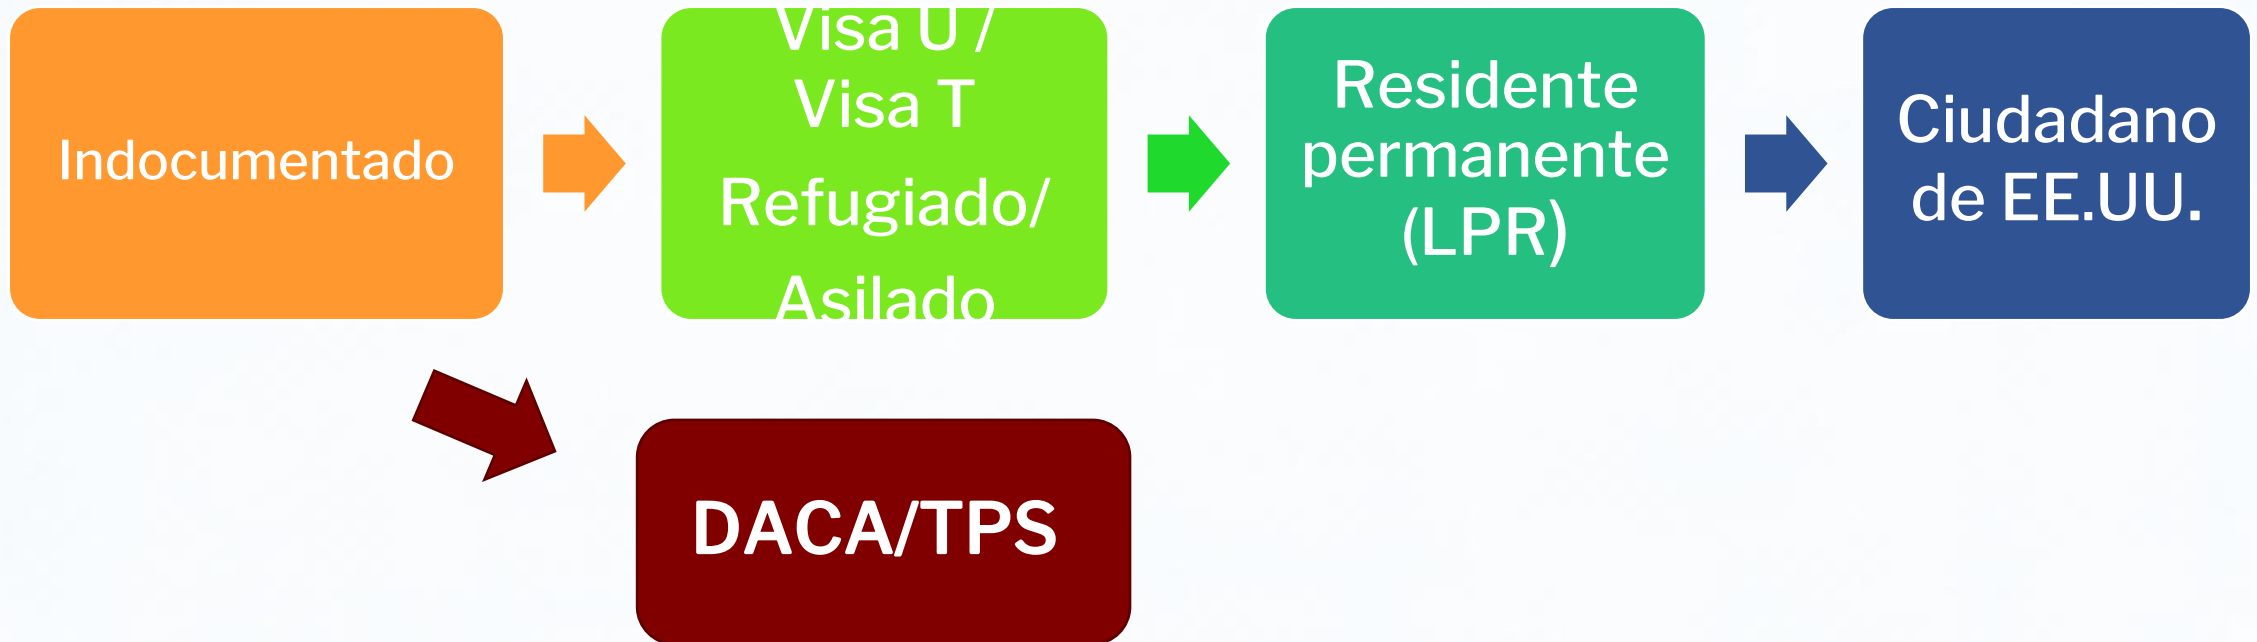 Indocumentado
Visa U /
Visa T
Refugiado/
Asilado
Residente
permanente
(LPR)
Ciudadano
de EE.UU.
DACA/TPS